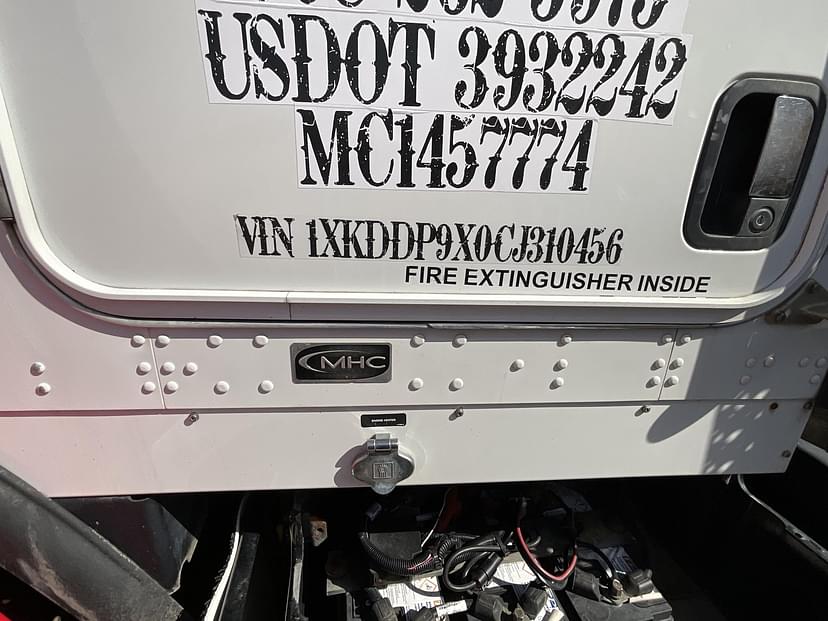 USDOT 3932242
MC1457774
VIN 1XKDDP9X0CJ310456
FIRE EXTINGUISHER INSIDE
MHC